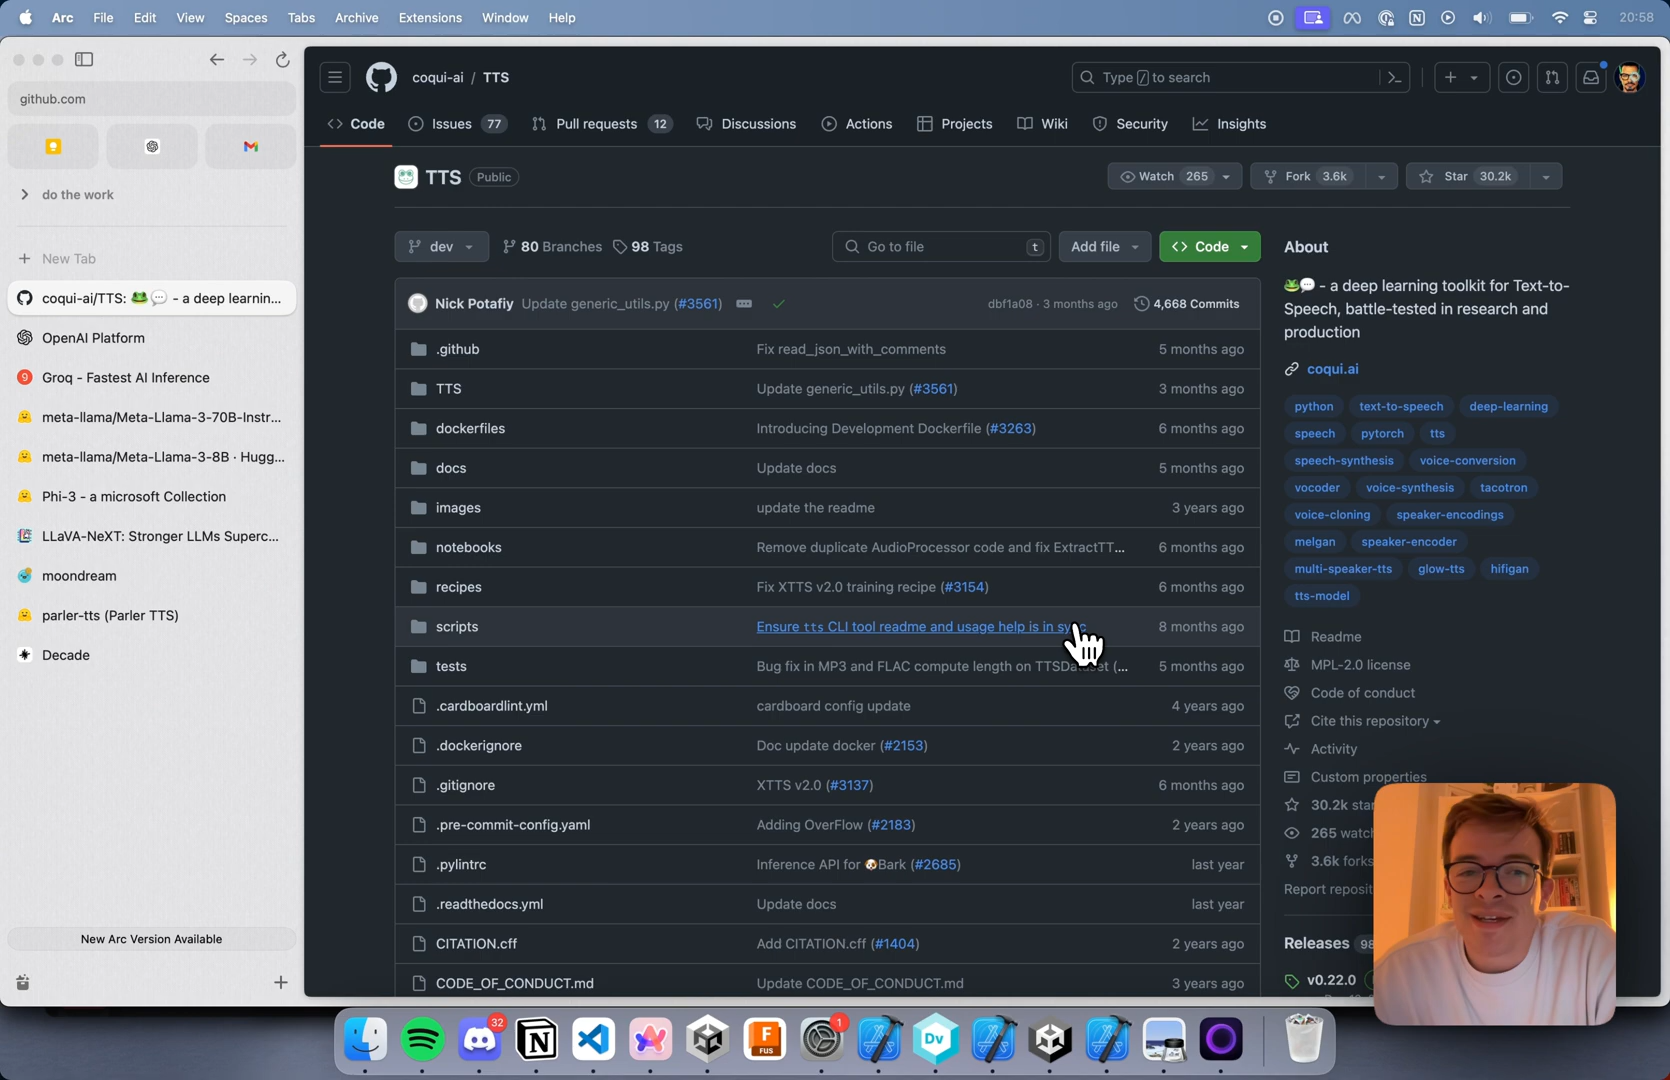 Arc File Edit View Spaces Tabs Archive Extensions Window Help 20:58
github.com
do the work
New Tab
coqui-ai/TTS: 🐸💬 - a deep learnin...
OpenAI Platform
9 Groq - Fastest AI Inference
meta-llama/Meta-Llama-3-70B-Instr...
meta-llama/Meta-Llama-3-8B · Hugg...
Phi-3 - a microsoft Collection
LLaVA-NeXT: Stronger LLMs Superc...
moondream
parler-tts (Parler TTS)
Decade
New Arc Version Available
coqui-ai / TTS
Type / to search
Code Issues 77 Pull requests 12 Discussions Actions Projects Wiki Security Insights
TTS Public
Watch 265 Fork 3.6k Star 30.2k
dev 80 Branches 98 Tags Go to file t Add file Code
Nick Potafiy Update generic_utils.py (#3561) dbf1a08 · 3 months ago 4,668 Commits
.github Fix read_json_with_comments 5 months ago
TTS Update generic_utils.py (#3561) 3 months ago
dockerfiles Introducing Development Dockerfile (#3263) 6 months ago
docs Update docs 5 months ago
images update the readme 3 years ago
notebooks Remove duplicate AudioProcessor code and fix ExtractTT... 6 months ago
recipes Fix XTTS v2.0 training recipe (#3154) 6 months ago
scripts Ensure tts CLI tool readme and usage help is in sync 8 months ago
tests Bug fix in MP3 and FLAC compute length on TTSDataset (... 5 months ago
.cardboardlint.yml cardboard config update 4 years ago
.dockerignore Doc update docker (#2153) 2 years ago
.gitignore XTTS v2.0 (#3137) 6 months ago
.pre-commit-config.yaml Adding OverFlow (#2183) 2 years ago
.pylintrc Inference API for 🐶Bark (#2685) last year
.readthedocs.yml Update docs last year
CITATION.cff Add CITATION.cff (#1404) 2 years ago
CODE_OF_CONDUCT.md Update CODE_OF_CONDUCT.md 3 years ago
About
🐸💬 - a deep learning toolkit for Text-to-
Speech, battle-tested in research and
production
coqui.ai
python text-to-speech deep-learning
speech pytorch tts
speech-synthesis voice-conversion
vocoder voice-synthesis tacotron
voice-cloning speaker-encodings
melgan speaker-encoder
multi-speaker-tts glow-tts hifigan
tts-model
Readme
MPL-2.0 license
Code of conduct
Cite this repository
Activity
Custom properties
30.2k star
265 watch
3.6k forks
Report reposit
Releases 98
v0.22.0
32
N
F
FUS
1
Dv